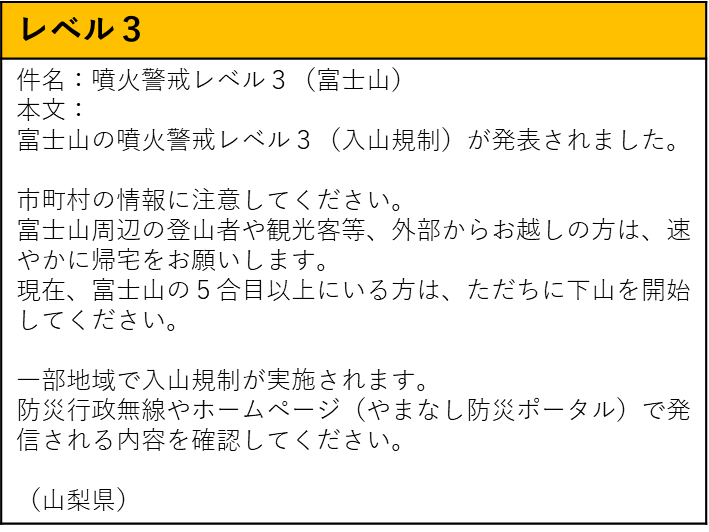 レベル３
件名：噴火警戒レベル３（富士山）
本文：
富士山の噴火警戒レベル３（入山規制）が発表されました。
市町村の情報に注意してください。
富士山周辺の登山者や観光客等、外部からお越しの方は、速
やかに帰宅をお願いします。
現在、富士山の５合目以上にいる方は、ただちに下山を開始
してください。
一部地域で入山規制が実施されます。
防災行政無線やホームページ（やまなし防災ポータル）で発
信される内容を確認してください。
（山梨県）